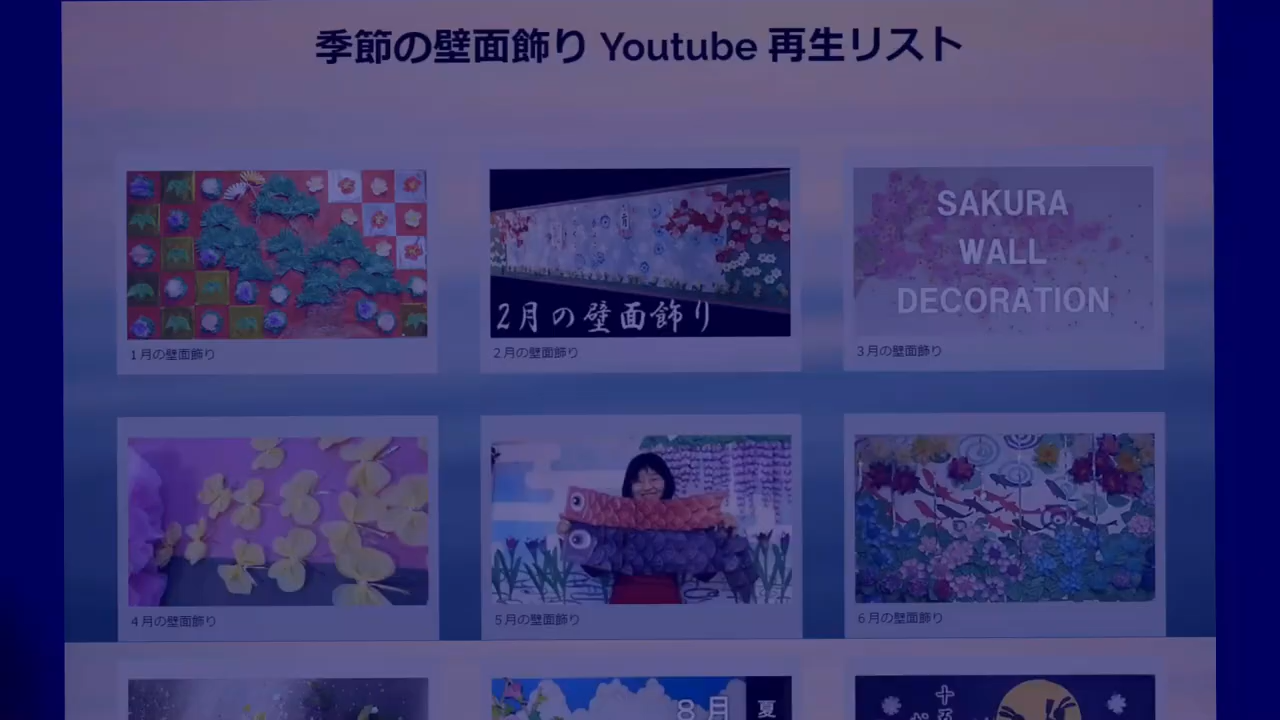 季節の壁面飾り Youtube 再生リスト
2月の壁面飾り
SAKURA
WALL
DECORATION
1月の壁面飾り
2月の壁面飾り
3月の壁面飾り
4月の壁面飾り
5月の壁面飾り
6月の壁面飾り
8月
夏
十五